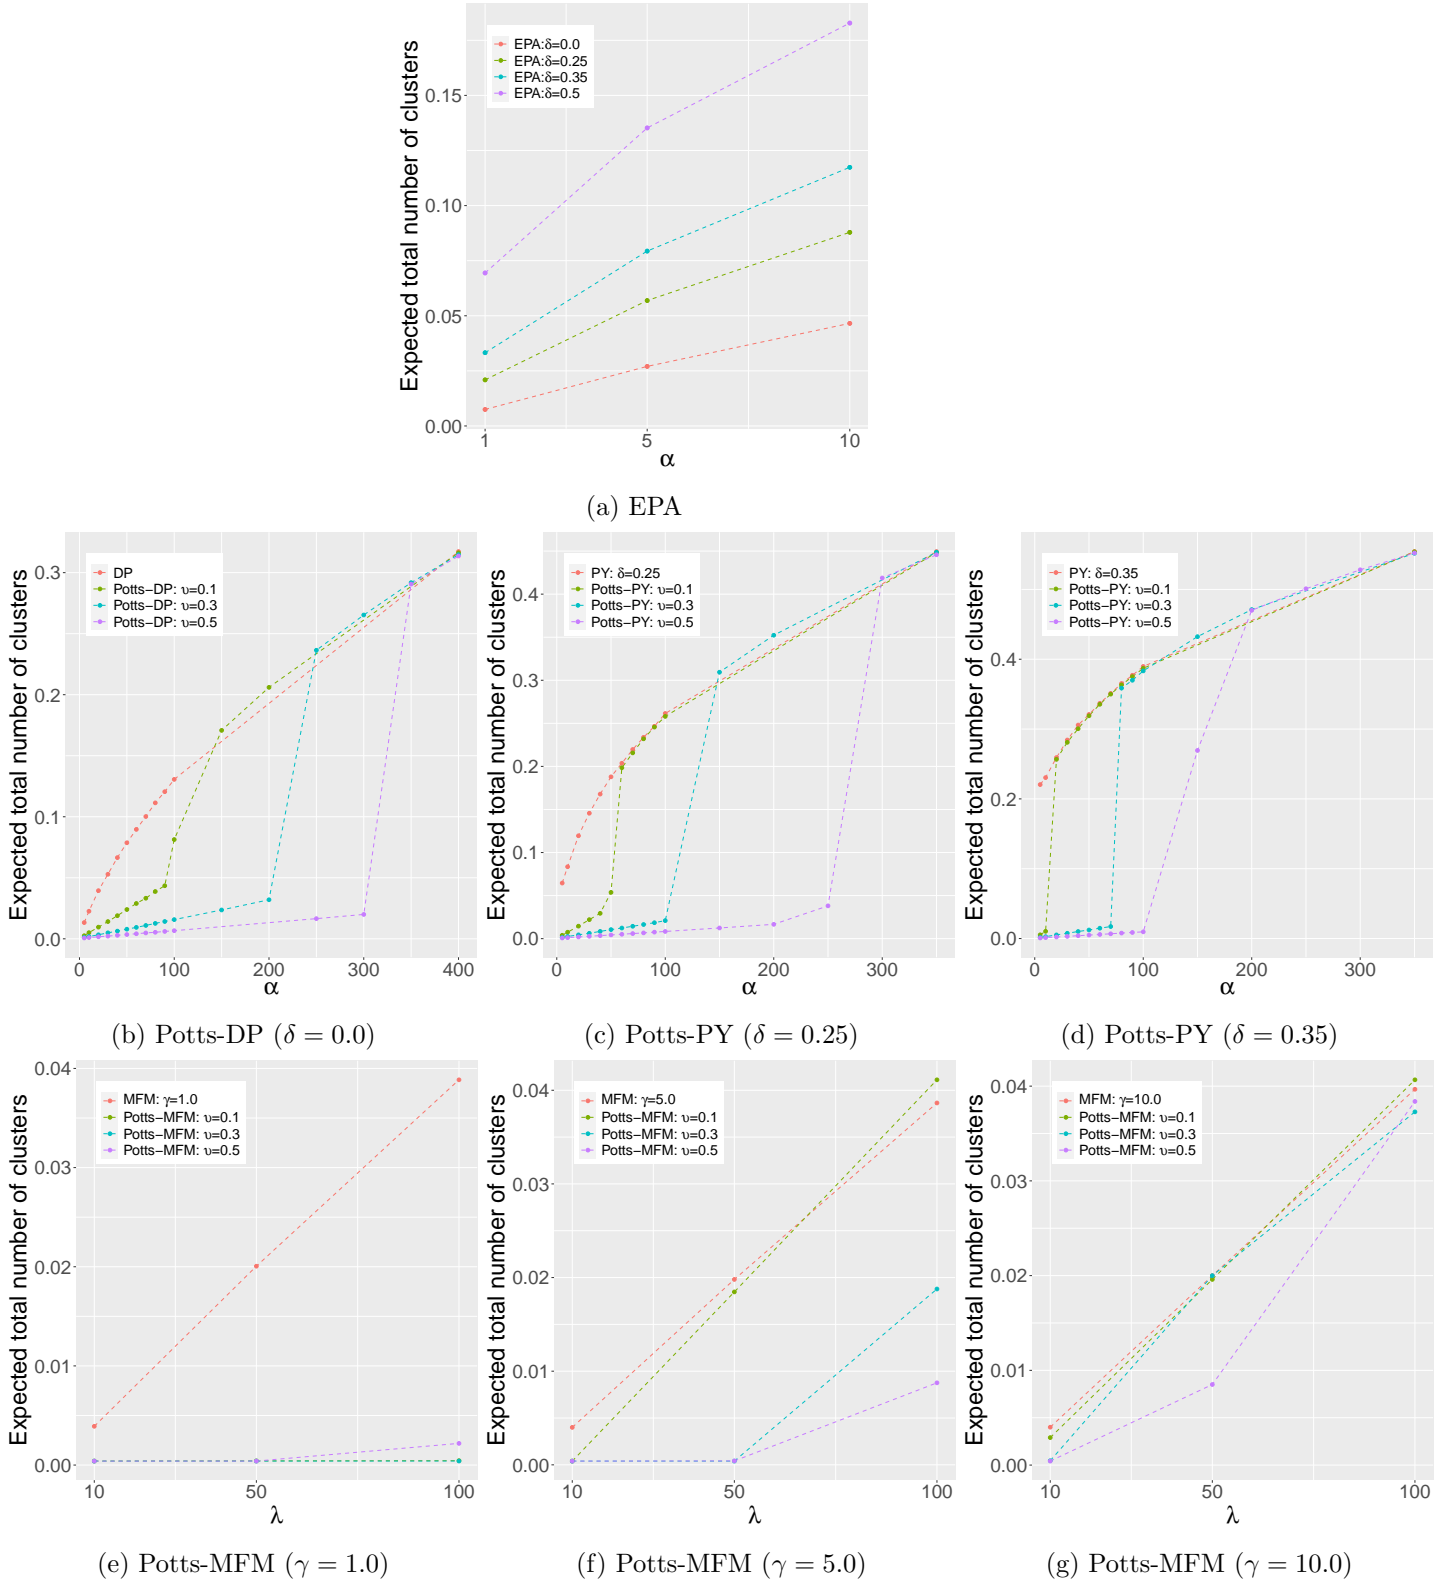 Expected total number of clusters
EPA:δ=0.0
EPA:δ=0.25
EPA:δ=0.35
EPA:δ=0.5
0.15
0.10
0.05
0.00
1 5 10
α
(a) EPA
Expected total number of clusters
DP
Potts−DP: υ=0.1
Potts−DP: υ=0.3
Potts−DP: υ=0.5
0.3
0.2
0.1
0.0
0 100 200 300 400
α
(b) Potts-DP (δ = 0.0)
Expected total number of clusters
PY: δ=0.25
Potts−PY: υ=0.1
Potts−PY: υ=0.3
Potts−PY: υ=0.5
0.4
0.3
0.2
0.1
0.0
0 100 200 300
α
(c) Potts-PY (δ = 0.25)
Expected total number of clusters
PY: δ=0.35
Potts−PY: υ=0.1
Potts−PY: υ=0.3
Potts−PY: υ=0.5
0.4
0.2
0.0
0 100 200 300
α
(d) Potts-PY (δ = 0.35)
Expected total number of clusters
MFM: γ=1.0
Potts−MFM: υ=0.1
Potts−MFM: υ=0.3
Potts−MFM: υ=0.5
0.04
0.03
0.02
0.01
0.00
10 50 100
λ
(e) Potts-MFM (γ = 1.0)
Expected total number of clusters
MFM: γ=5.0
Potts−MFM: υ=0.1
Potts−MFM: υ=0.3
Potts−MFM: υ=0.5
0.04
0.03
0.02
0.01
0.00
10 50 100
λ
(f) Potts-MFM (γ = 5.0)
Expected total number of clusters
MFM: γ=10.0
Potts−MFM: υ=0.1
Potts−MFM: υ=0.3
Potts−MFM: υ=0.5
0.04
0.03
0.02
0.01
0.00
10 50 100
λ
(g) Potts-MFM (γ = 10.0)